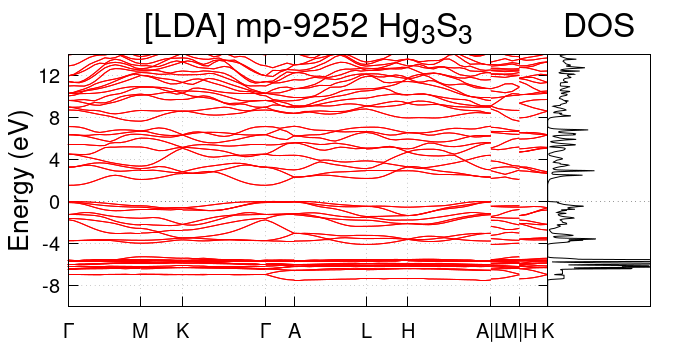 [LDA] mp-9252 Hg₃S₃ DOS
Energy (eV)
12
8
4
0
-4
-8
Γ M K Γ A L H A|LM|H K